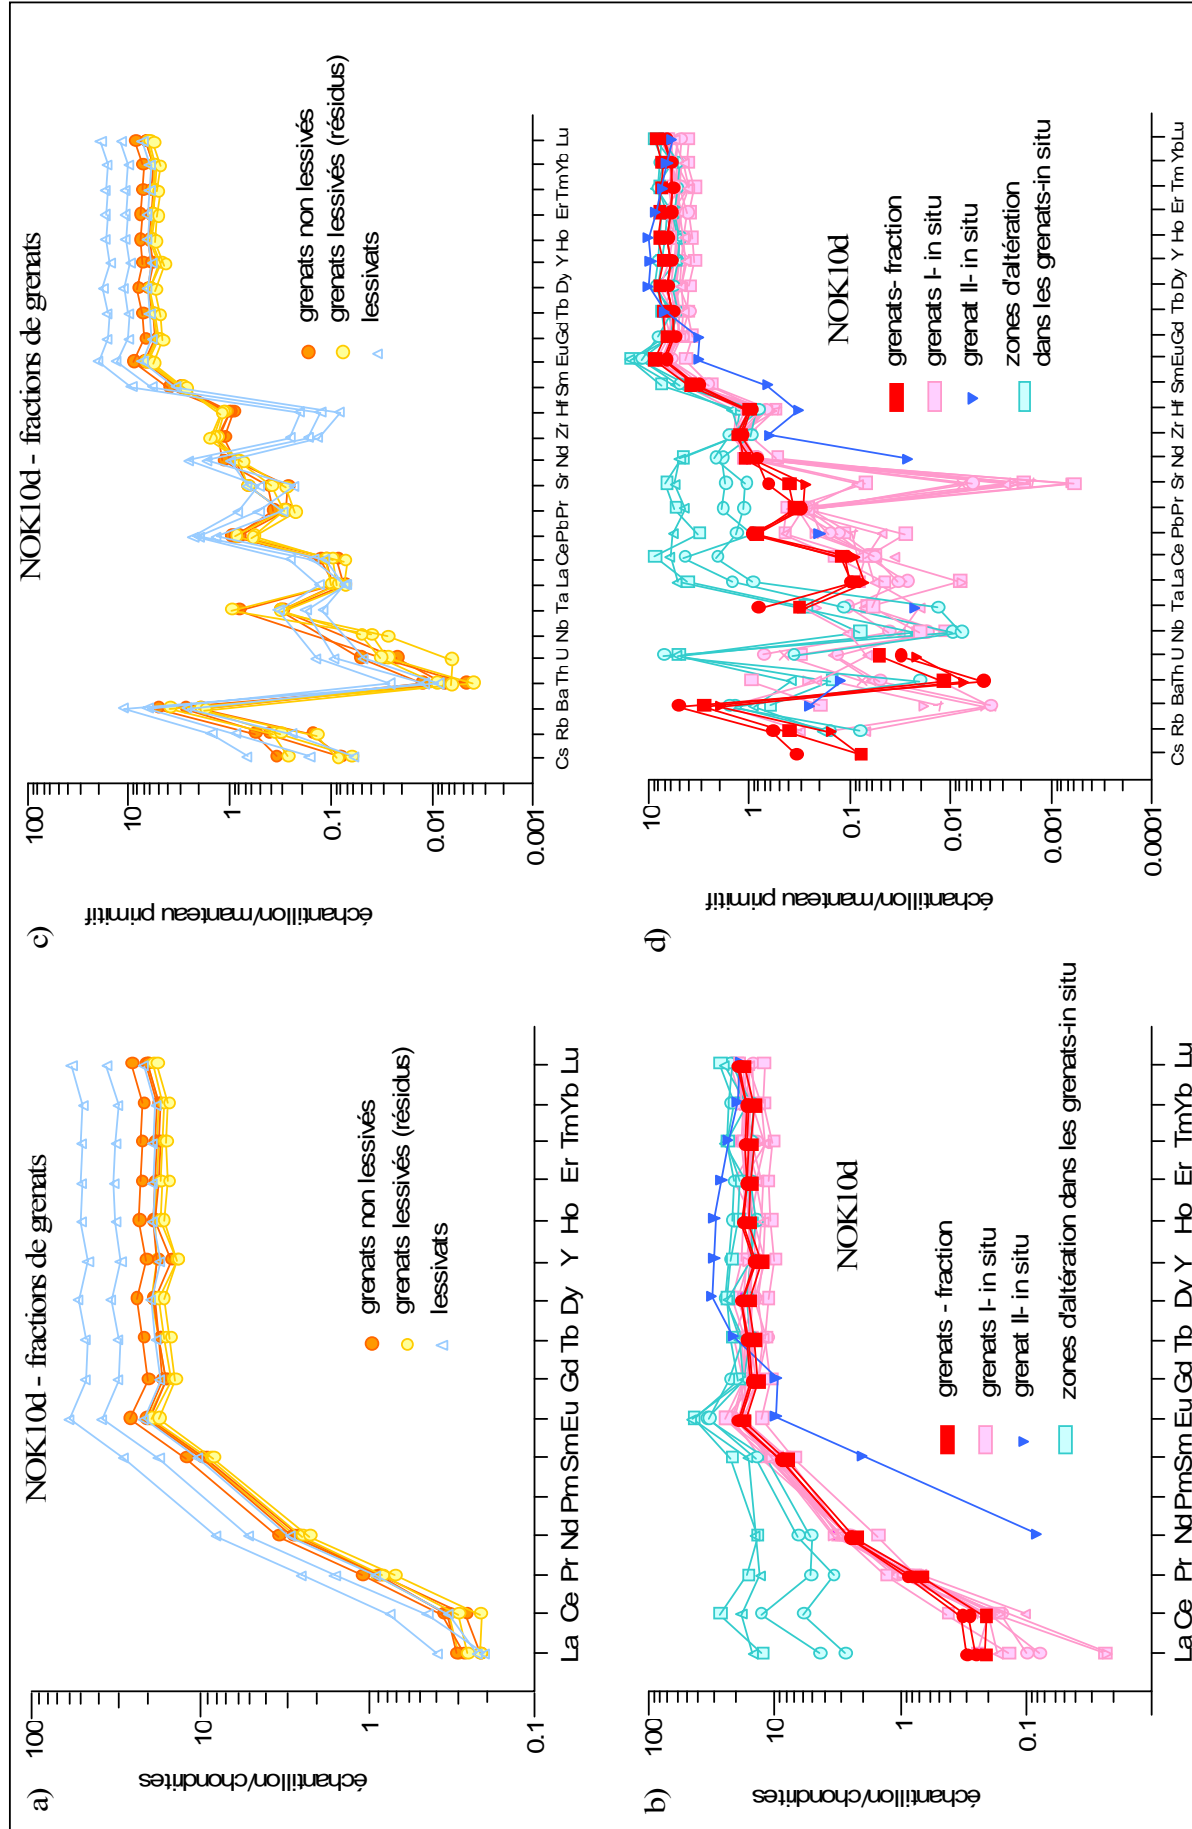 a)
NOK10d - fractions de grenats
échantillon/chondrites
100
10
1
0.1
La Ce Pr Nd Pm Sm Eu Gd Tb Dy Y Ho Er Tm Yb Lu
grenats non lessivés
grenats lessivés (résidus)
lessivats
c)
NOK10d - fractions de grenats
échantillon/manteau primitif
100
10
1
0.1
0.01
0.001
Cs Rb Ba Th U Nb Ta La Ce Pb Pr Sr Nd Zr Hf Sm Eu Gd Tb Dy Y Ho Er Tm Yb Lu
grenats non lessivés
grenats lessivés (résidus)
lessivats
b)
échantillon/chondrites
100
10
1
0.1
La Ce Pr Nd Pm Sm Eu Gd Tb Dy Y Ho Er Tm Yb Lu
NOK10d
grenats - fraction
grenats I- in situ
grenat II- in situ
zones d'altération dans les grenats-in situ
d)
échantillon/manteau primitif
10
1
0.1
0.01
0.001
0.0001
Cs Rb Ba Th U Nb Ta La Ce Pb Pr Sr Nd Zr Hf Sm Eu Gd Tb Dy Y Ho Er Tm Yb Lu
NOK10d
grenats- fraction
grenats I- in situ
grenat II- in situ
zones d'altération
dans les grenats-in situ